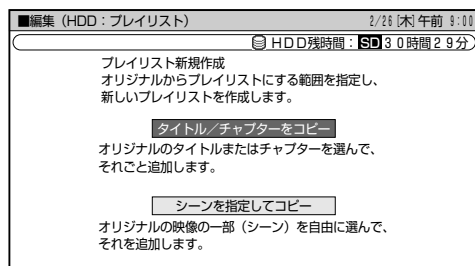 ■編集（HDD：プレイリスト） 2/26[木]午前 9:00
HDD残時間：SD30時間29分
プレイリスト新規作成
オリジナルからプレイリストにする範囲を指定し、
新しいプレイリストを作成します。
タイトル／チャプターをコピー
オリジナルのタイトルまたはチャプターを選んで、
それごと追加します。
シーンを指定してコピー
オリジナルの映像の一部（シーン）を自由に選んで、
それを追加します。